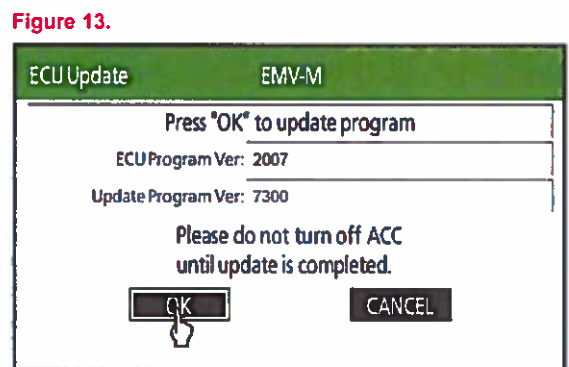 Figure 13.
ECU Update EMV-M
Press "OK" to update program
ECU Program Ver: 2007
Update Program Ver: 7300
Please do not turn off ACC
until update is completed.
OK CANCEL